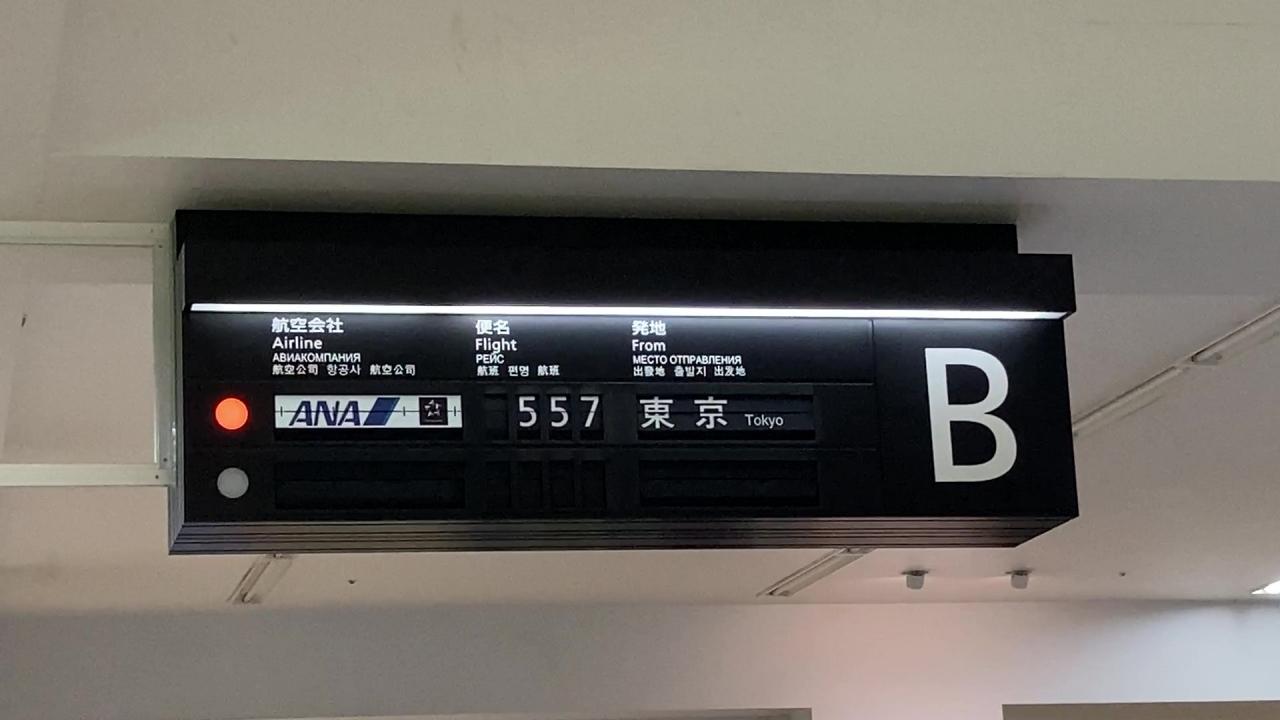 航空会社
Airline
АВИАКОМПАНИЯ
航空公司 항공사 航空公司
便名
Flight
РЕЙС
航班 편명 航班
発地
From
МЕСТО ОТПРАВЛЕНИЯ
出發地 출발지 出发地
ANA 557 東京 Tokyo
B